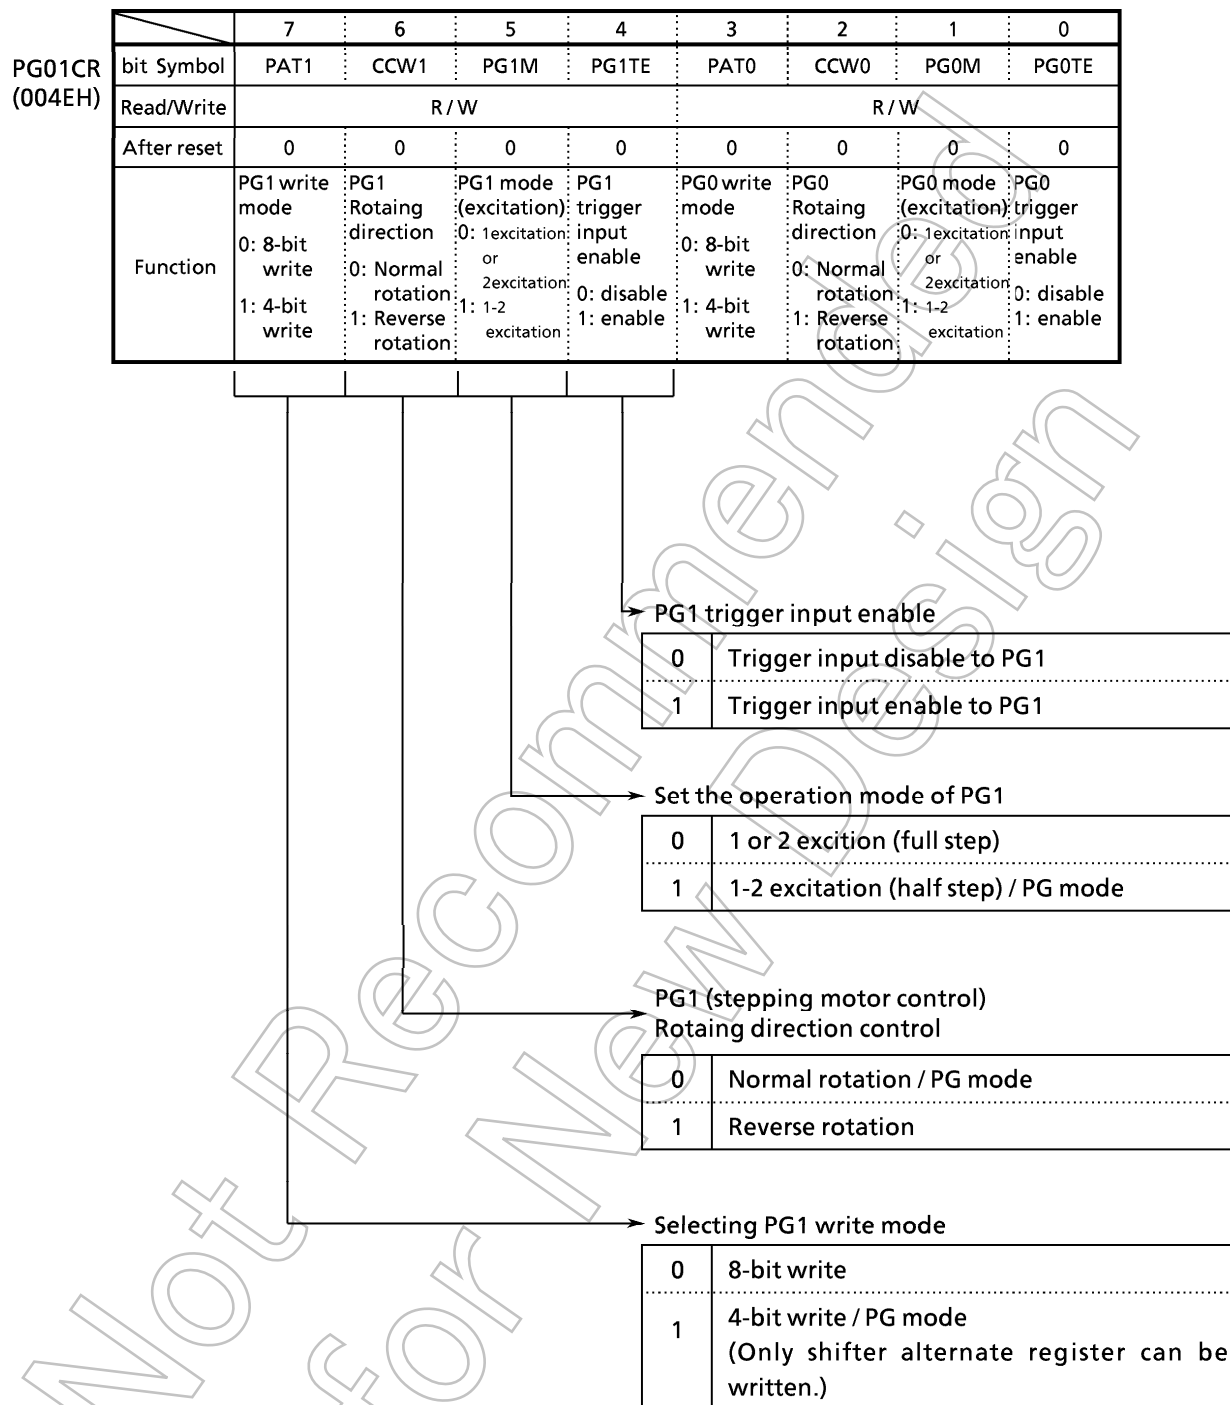 7 6 5 4 3 2 1 0
PG01CR
(004EH)
bit Symbol PAT1 CCW1 PG1M PG1TE PAT0 CCW0 PG0M PG0TE
Read/Write R / W R / W
After reset 0 0 0 0 0 0 0 0
Function
PG1 write
mode
0: 8-bit
write
1: 4-bit
write
PG1
Rotaing
direction
0: Normal
rotation
1: Reverse
rotation
PG1 mode
(excitation)
0: 1excitation
or
2excitation
1: 1-2
excitation
PG1
trigger
input
enable
0: disable
1: enable
PG0 write
mode
0: 8-bit
write
1: 4-bit
write
PG0
Rotaing
direction
0: Normal
rotation
1: Reverse
rotation
PG0 mode
(excitation)
0: 1excitation
or
2excitation
1: 1-2
excitation
PG0
trigger
input
enable
0: disable
1: enable
PG1 trigger input enable
0 Trigger input disable to PG1
1 Trigger input enable to PG1
Set the operation mode of PG1
0 1 or 2 excition (full step)
1 1-2 excitation (half step) / PG mode
PG1 (stepping motor control)
Rotaing direction control
0 Normal rotation / PG mode
1 Reverse rotation
Selecting PG1 write mode
0 8-bit write
1 4-bit write / PG mode
(Only shifter alternate register can be
written.)
Not Recommended
for New Design